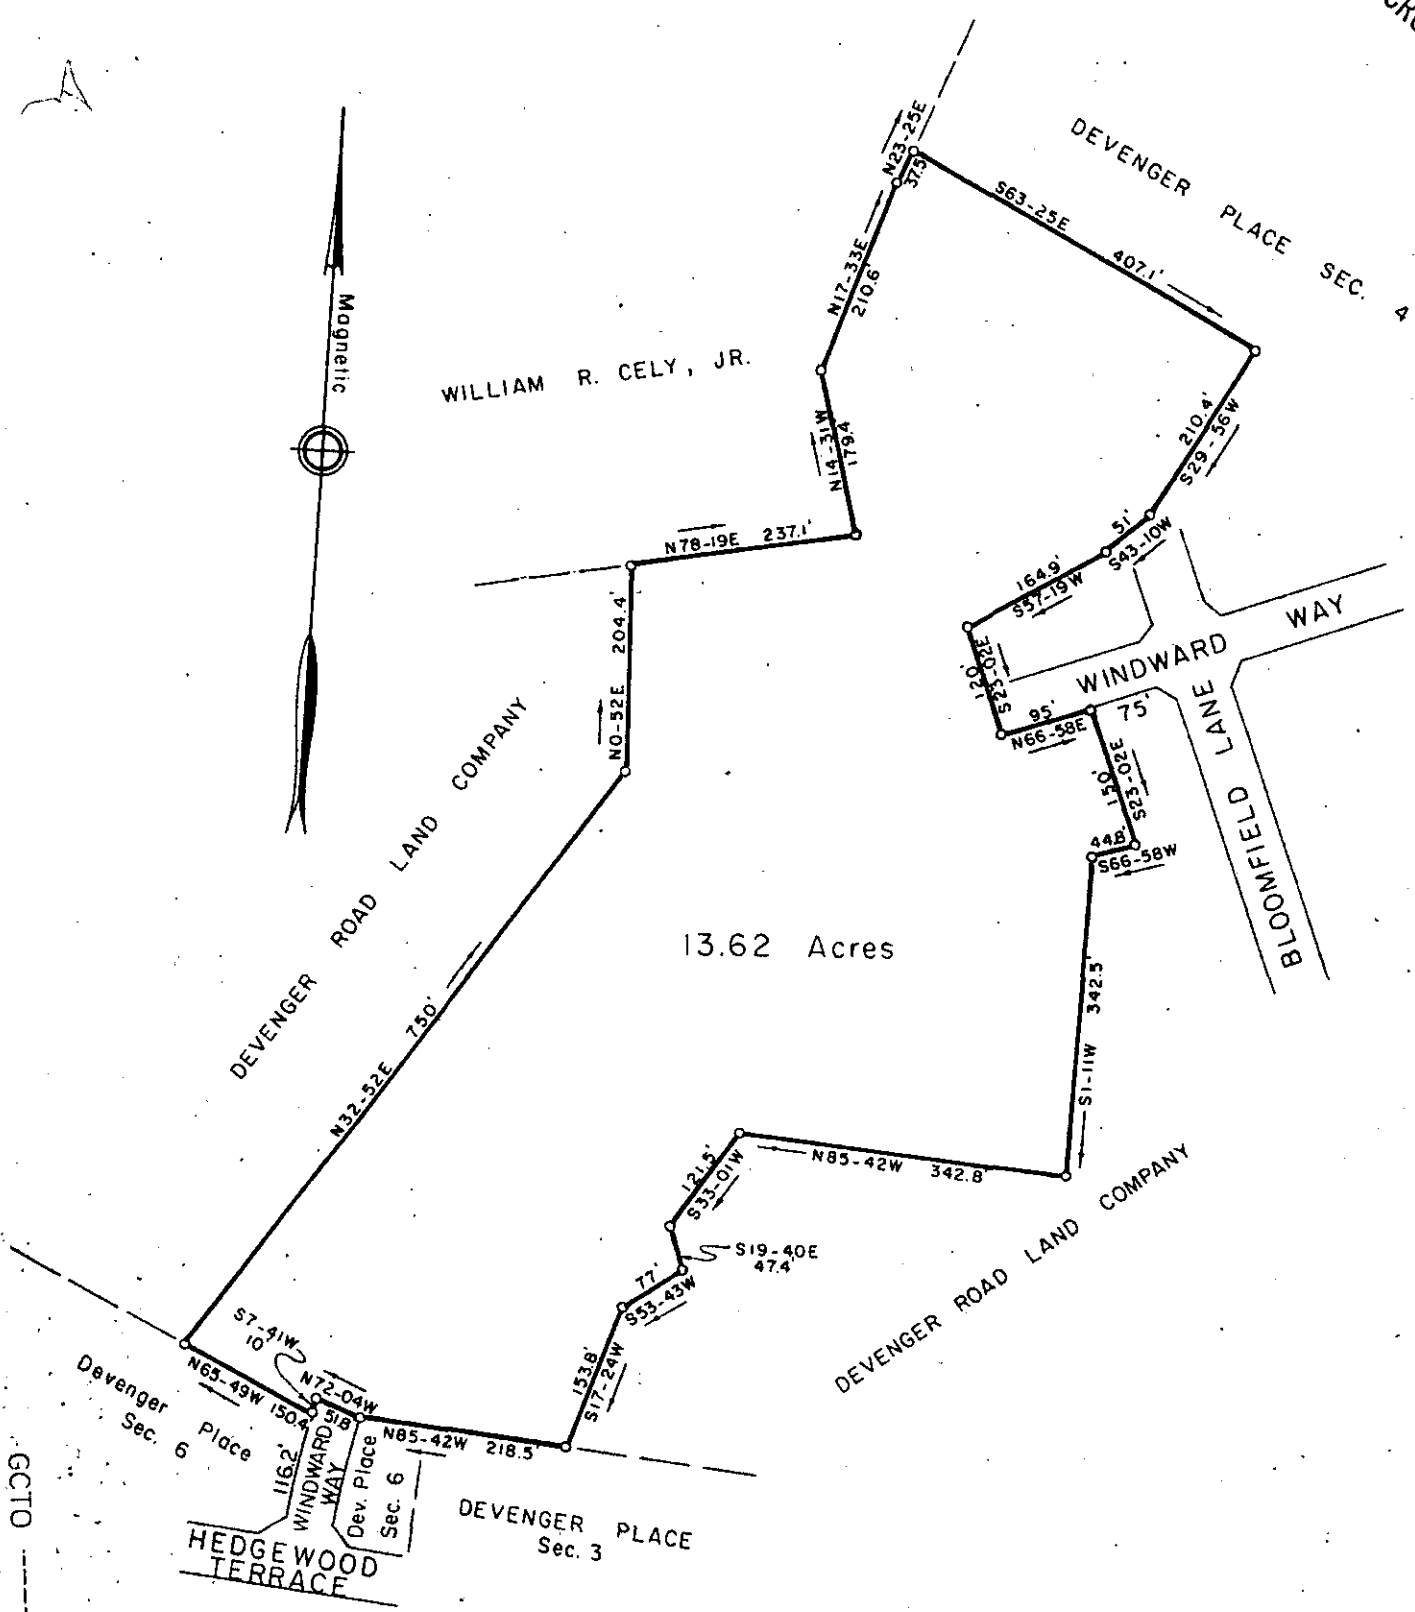 DEVENGER PLACE SEC. 4
N23-25E
37.5'
S63-25E 407.1'
N17-33E
210.6'
Magnetic
WILLIAM R. CELY, JR.
N14-31W
179.4'
210.4'
S29-56W
51'
S43-10W
N78-19E 237.1'
164.9'
S57-19W
WINDWARD WAY
120'
S23-02E
95'
N66-58E
75'
BLOOMFIELD LANE
150'
S23-02E
44.8'
S66-58W
N0-52E 204.4'
DEVENGER ROAD LAND COMPANY
13.62 Acres
N32-52E 750'
S1-11W 342.5'
N85-42W 342.8'
121.5'
S33-01W
S19-40E
47.4'
77'
S53-43W
153.8'
S17-24W
DEVENGER ROAD LAND COMPANY
S7-41W
10'
N65-49W 150.4'
N72-04W
51.8'
N85-42W 218.5'
Devenger Place
Sec. 6
116.2'
WINDWARD
WAY
Dev. Place
Sec. 6
DEVENGER PLACE
Sec. 3
HEDGEWOOD
TERRACE
GCTO